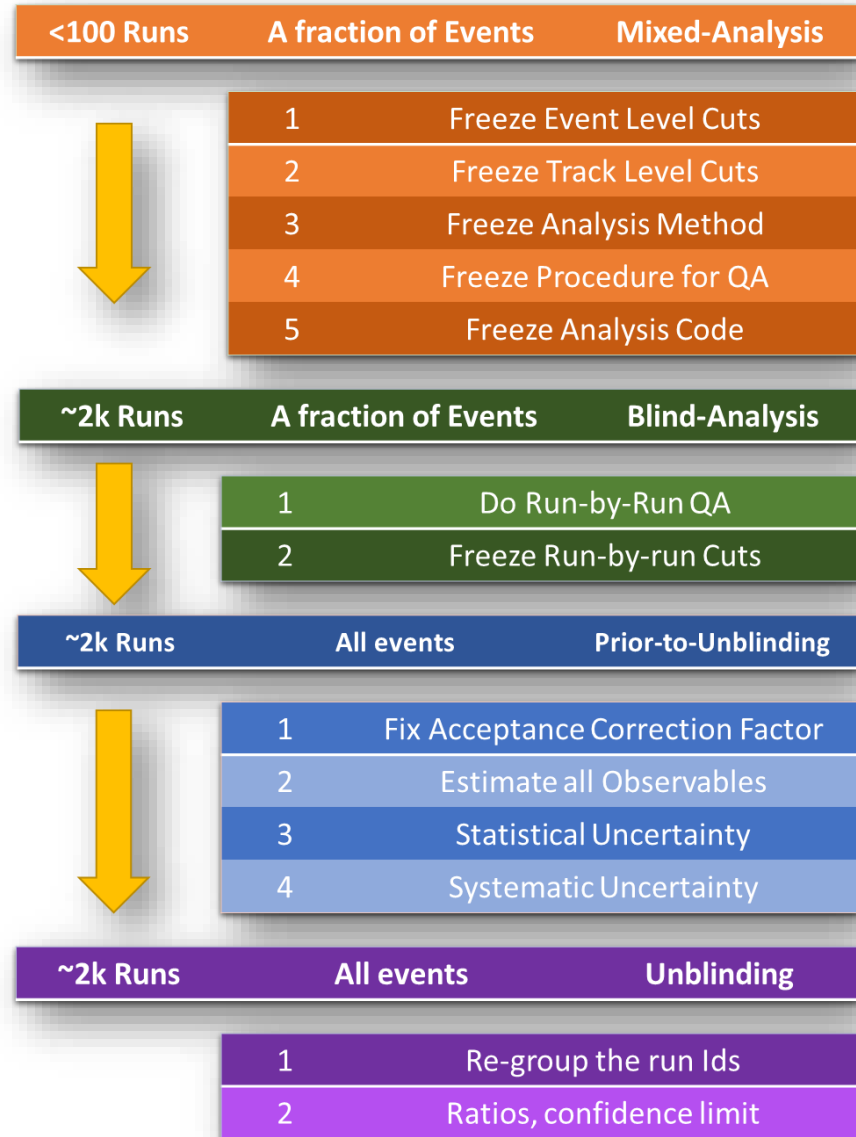 <100 Runs A fraction of Events Mixed-Analysis
1 Freeze Event Level Cuts
2 Freeze Track Level Cuts
3 Freeze Analysis Method
4 Freeze Procedure for QA
5 Freeze Analysis Code
~2k Runs A fraction of Events Blind-Analysis
1 Do Run-by-Run QA
2 Freeze Run-by-run Cuts
~2k Runs All events Prior-to-Unblinding
1 Fix Acceptance Correction Factor
2 Estimate all Observables
3 Statistical Uncertainty
4 Systematic Uncertainty
~2k Runs All events Unblinding
1 Re-group the run Ids
2 Ratios, confidence limit